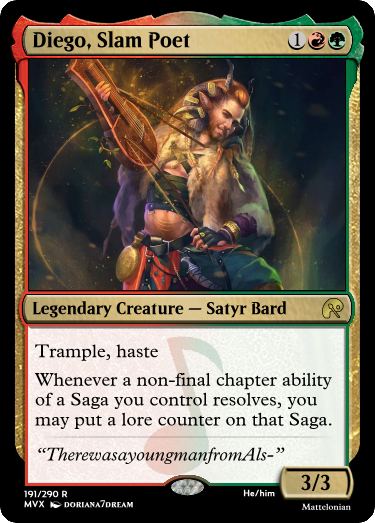 Diego, Slam Poet 1
Legendary Creature — Satyr Bard
Trample, haste
Whenever a non-final chapter ability
of a Saga you control resolves, you
may put a lore counter on that Saga.
“TherewasayoungmanfromAls-”
3/3
191/290 R He/him
MVX DORIANA7DREAM Mattelonian